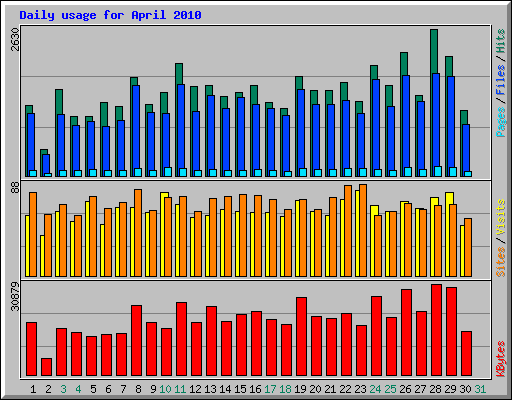 Daily usage for April 2010
2630
Pages / Files / Hits
88
Sites / Visits
30879
KBytes
1 2 3 4 5 6 7 8 9 10 11 12 13 14 15 16 17 18 19 20 21 22 23 24 25 26 27 28 29 30 31